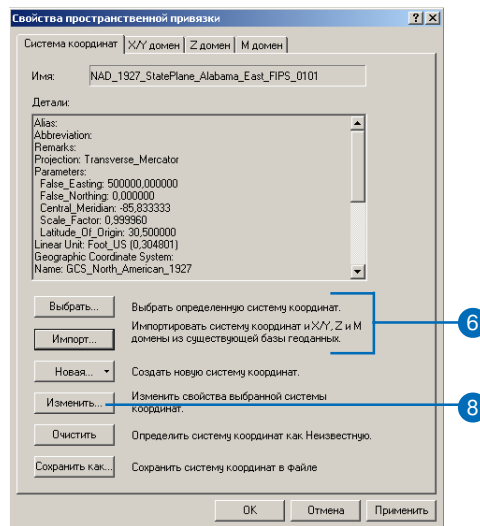 Свойства пространственной привязки
Система координат X/Y домен Z домен M домен
Имя: NAD_1927_StatePlane_Alabama_East_FIPS_0101
Детали:
Alias:
Abbreviation:
Remarks:
Projection: Transverse_Mercator
Parameters:
False_Easting: 500000,000000
False_Northing: 0,000000
Central_Meridian: -85,833333
Scale_Factor: 0,999960
Latitude_Of_Origin: 30,500000
Linear Unit: Foot_US (0,304801)
Geographic Coordinate System:
Name: GCS_North_American_1927
Выбрать... Выбрать определенную систему координат.
Импорт... Импортировать систему координат и X/Y, Z и M
домены из существующей базы геоданных.
6
Новая... Создать новую систему координат.
Изменить... Изменить свойства выбранной системы
координат.
8
Очистить Определить систему координат как Неизвестную.
Сохранить как... Сохранить систему координат в файле
OK Отмена Применить